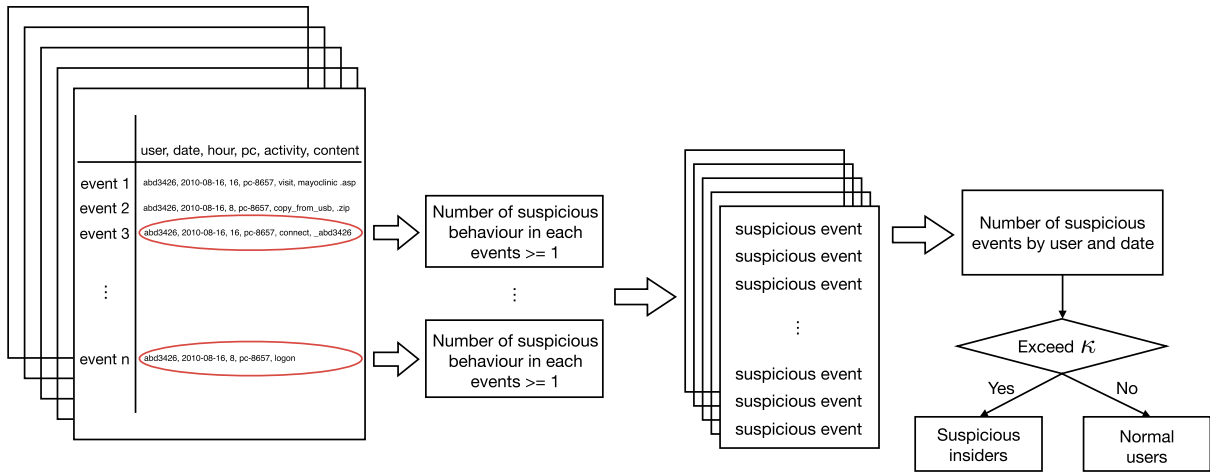 user, date, hour, pc, activity, content
event 1 abd3426, 2010-08-16, 16, pc-8657, visit, mayoclinic .asp
event 2 abd3426, 2010-08-16, 8, pc-8657, copy_from_usb, .zip
event 3 abd3426, 2010-08-16, 16, pc-8657, connect, _abd3426
⋮
event n abd3426, 2010-08-16, 8, pc-8657, logon
Number of suspicious
behaviour in each
events >= 1
⋮
Number of suspicious
behaviour in each
events >= 1
suspicious event
suspicious event
suspicious event
⋮
suspicious event
suspicious event
suspicious event
Number of suspicious
events by user and date
Exceed κ
Yes
No
Suspicious
insiders
Normal
users